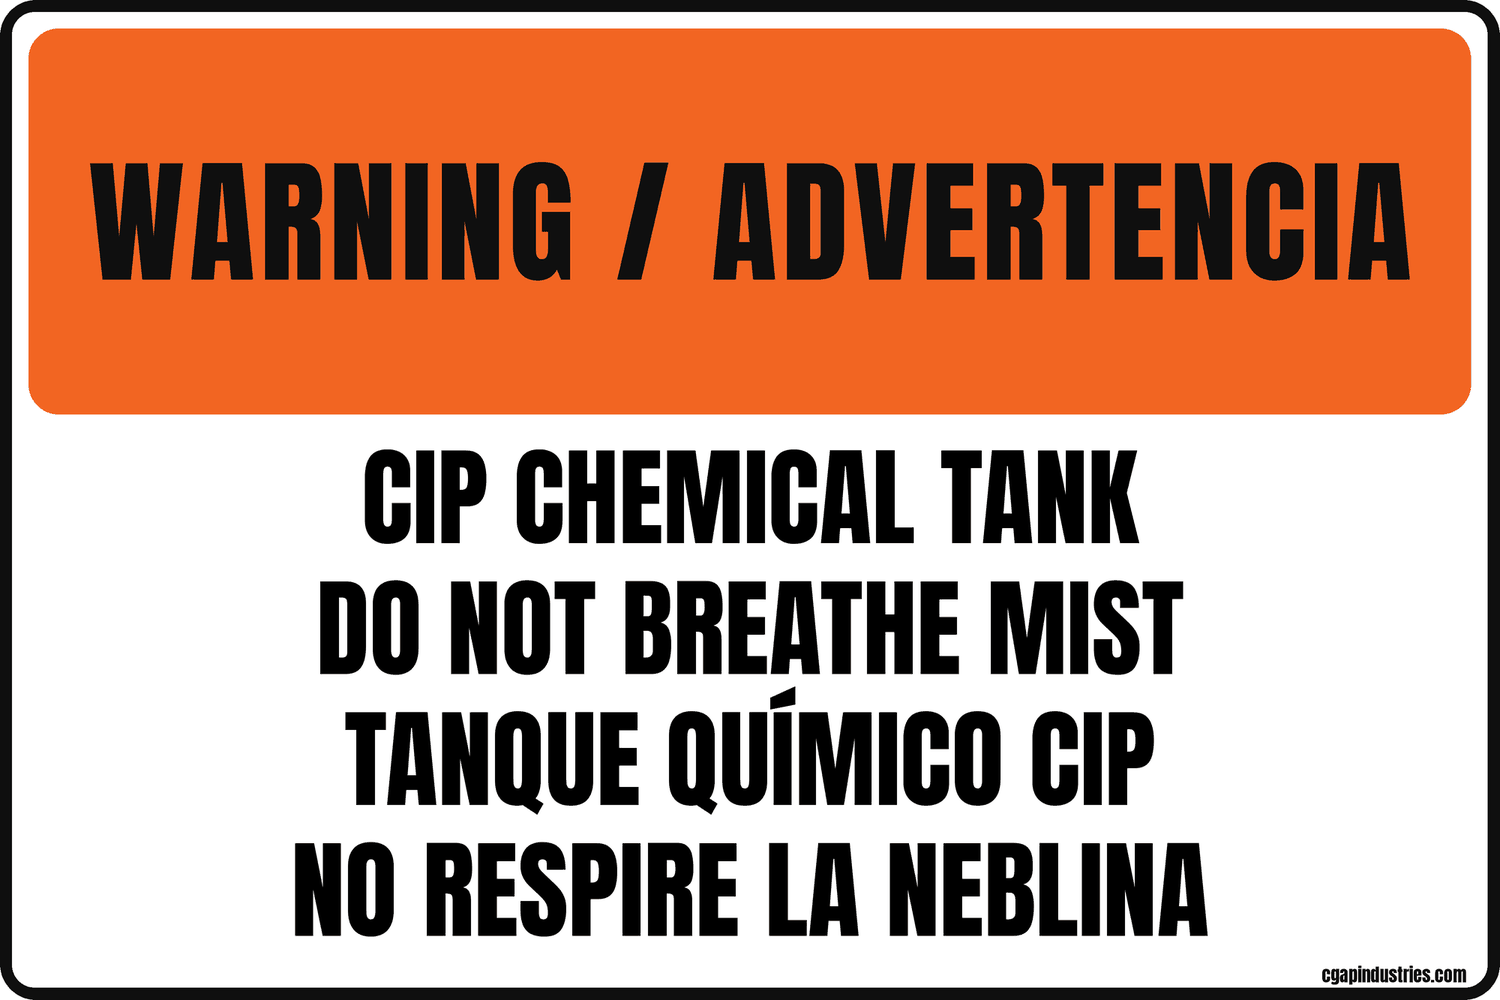 WARNING / ADVERTENCIA
CIP CHEMICAL TANK
DO NOT BREATHE MIST
TANQUE QUÍMICO CIP
NO RESPIRE LA NEBLINA
cgapindustries.com